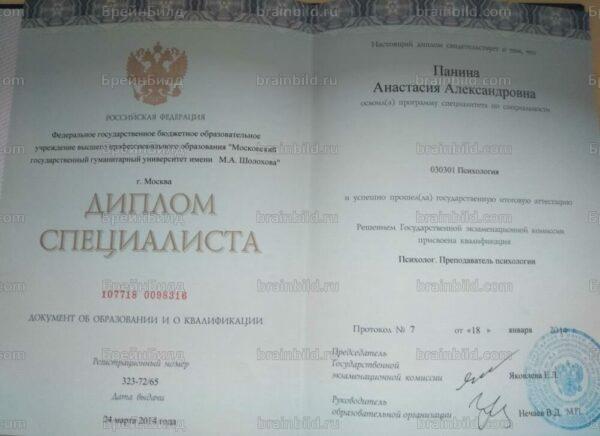 РОССИЙСКАЯ ФЕДЕРАЦИЯ
Федеральное государственное бюджетное образовательное
учреждение высшего профессионального образования "Московский
государственный гуманитарный университет имени М.А. Шолохова"
г. Москва
ДИПЛОМ
СПЕЦИАЛИСТА
107718 0098316
ДОКУМЕНТ ОБ ОБРАЗОВАНИИ И О КВАЛИФИКАЦИИ
Регистрационный номер
323-72/65
Дата выдачи
24 марта 2014 года
Настоящий диплом свидетельствует о том, что
Панина
Анастасия Александровна
освоил(а) программу специалитета по специальности
030301 Психология
и успешно прошел(ла) государственную итоговую аттестацию
Решением Государственной экзаменационной комиссии
присвоена квалификация
Психолог. Преподаватель психологии
Протокол № 7 от «18 » января 2014
Председатель
Государственной
экзаменационной комиссии Яковлева Е.Л.
Руководитель
образовательной организации Нечаев В.Д. М.П.
БрейнБилд
brainbild.ru
brainbild.com